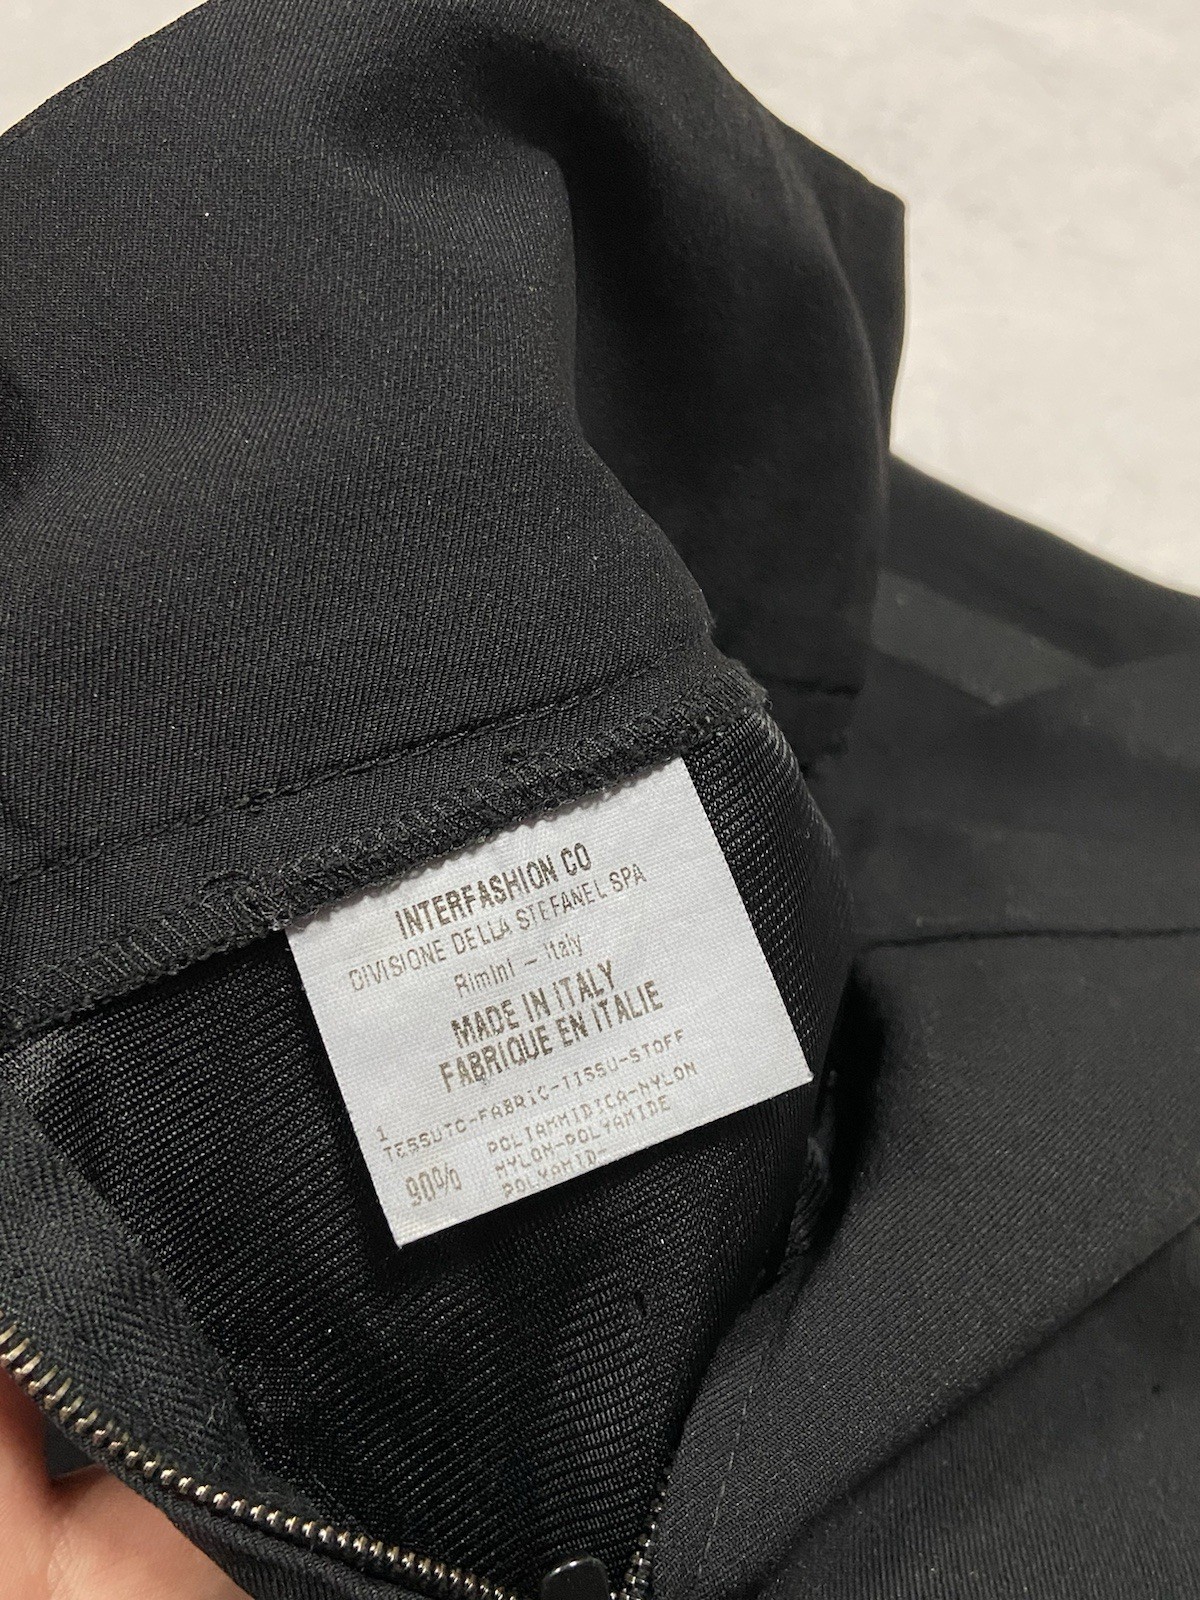 INTERFASHION CO
DIVISIONE DELLA STEFANEL SPA
Rimini - Italy
MADE IN ITALY
FABRIQUE EN ITALIE
1
TESSUTO-FABRIC-TISSU-STOFF
90% POLIAMMIDICA-NYLON
NYLON-POLYAMIDE
POLYAMID-